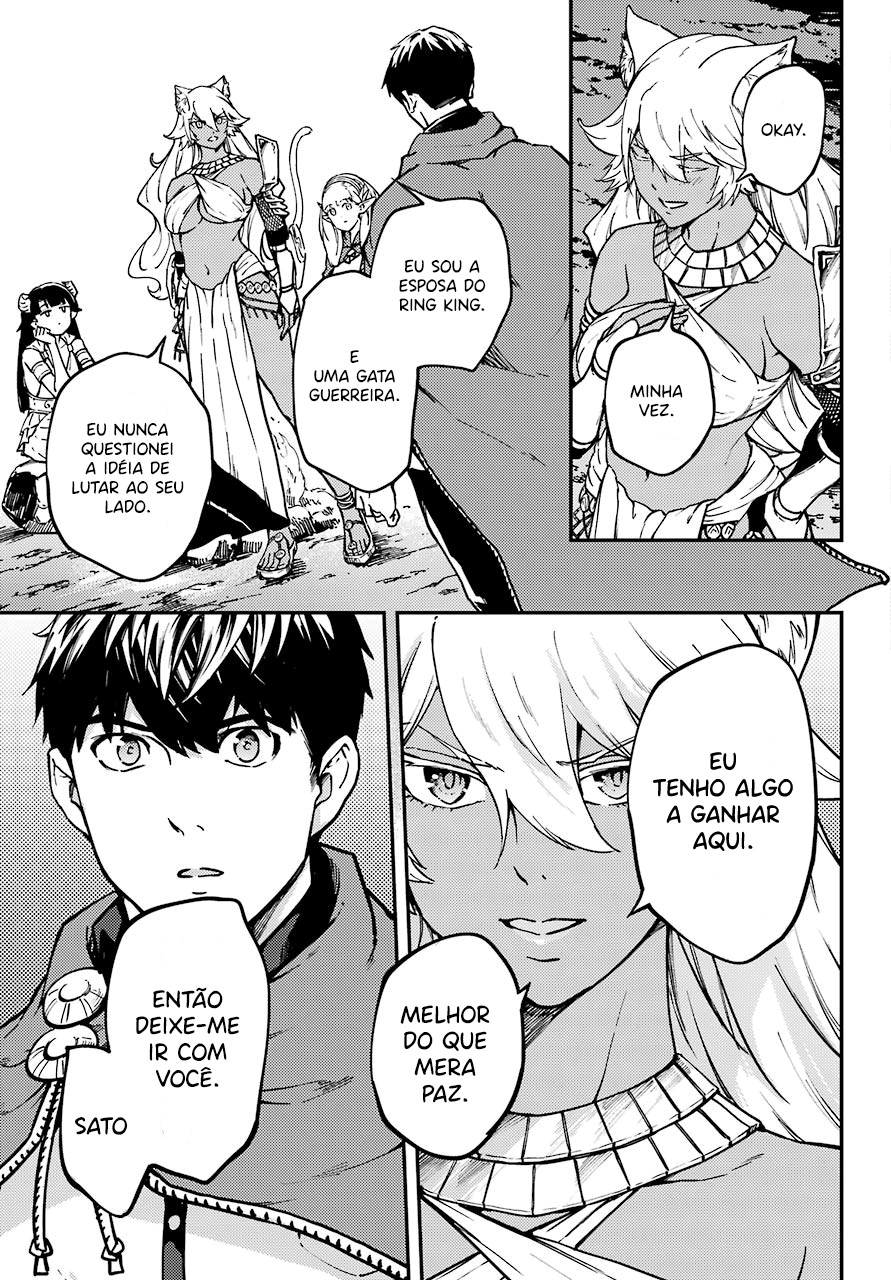 OKAY.
MINHA
VEZ.
EU SOU A
ESPOSA DO
RING KING.
E
UMA GATA
GUERREIRA.
EU NUNCA
QUESTIONEI
A IDÉIA DE
LUTAR AO SEU
LADO.
EU
TENHO ALGO
A GANHAR
AQUI.
MELHOR
DO QUE
MERA
PAZ.
ENTÃO
DEIXE-ME
IR COM
VOCÊ.
SATO